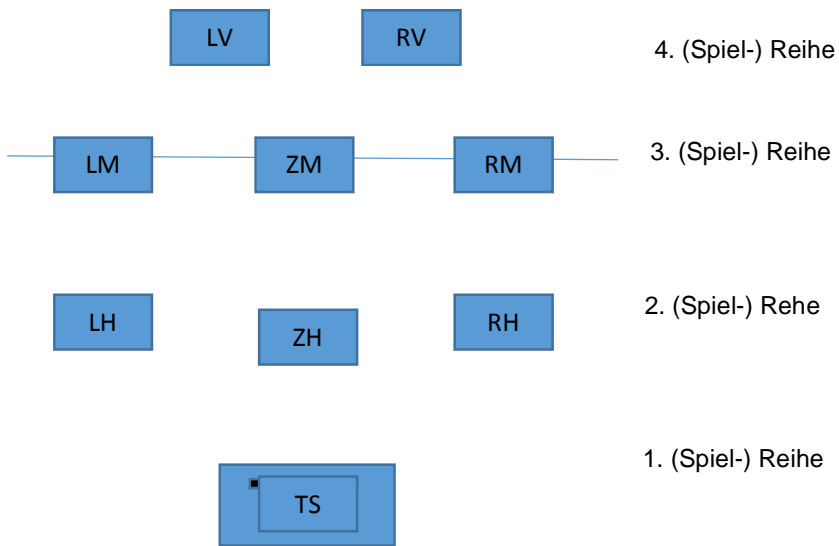 LV RV 4. (Spiel-) Reihe
LM ZM RM 3. (Spiel-) Reihe
LH ZH RH 2. (Spiel-) Rehe
1. (Spiel-) Reihe
TS